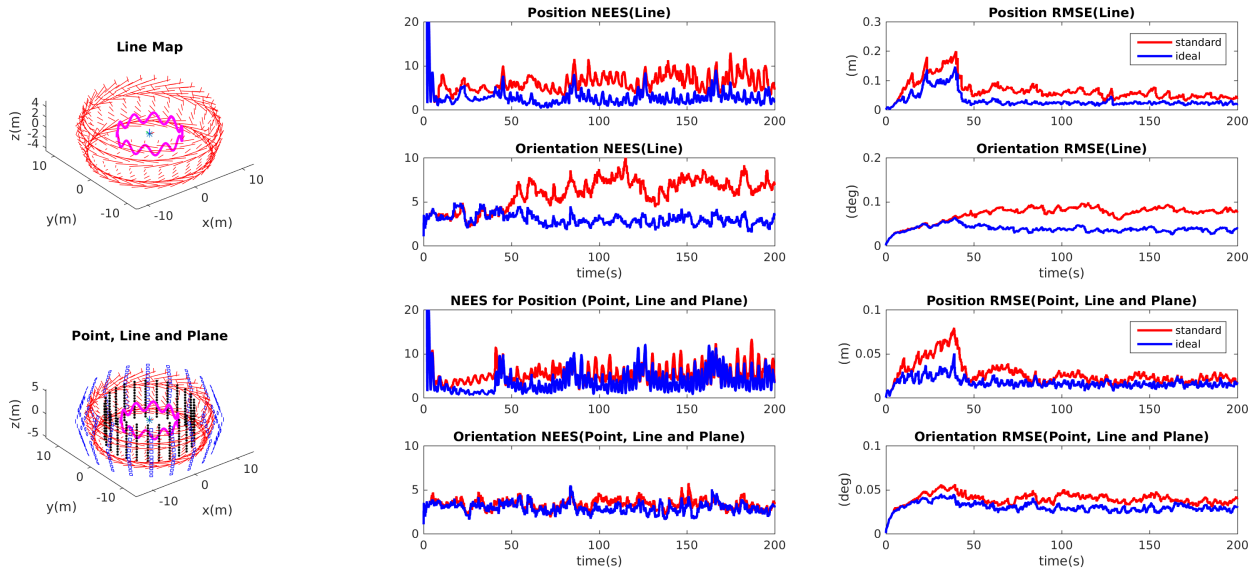 Line Map
z(m)
4
2
0
-2
-4
10
0
-10
y(m)
-10
0
10
x(m)
Position NEES(Line)
20
10
0
0 50 100 150 200
Position RMSE(Line)
(m)
0.3
0.2
0.1
0
0 50 100 150 200
standard
ideal
Orientation NEES(Line)
10
5
0
0 50 100 150 200
time(s)
Orientation RMSE(Line)
(deg)
0.2
0.1
0
0 50 100 150 200
time(s)
Point, Line and Plane
z(m)
5
0
-5
10
0
-10
y(m)
-10
0
10
x(m)
NEES for Position (Point, Line and Plane)
20
10
0
0 50 100 150 200
Position RMSE(Point, Line and Plane)
(m)
0.1
0.05
0
0 50 100 150 200
standard
ideal
Orientation NEES(Point, Line and Plane)
10
5
0
0 50 100 150 200
time(s)
Orientation RMSE(Point, Line and Plane)
(deg)
0.1
0.05
0
0 50 100 150 200
time(s)